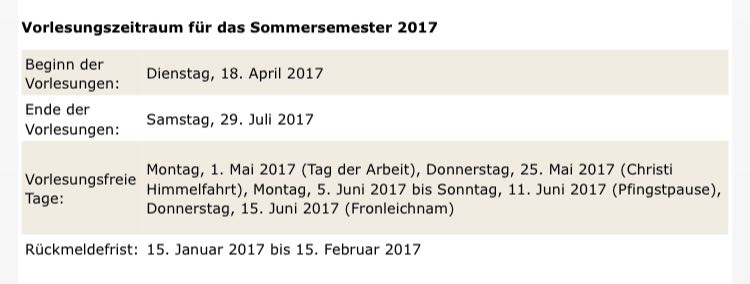 Vorlesungszeitraum für das Sommersemester 2017
Beginn der
Vorlesungen:
Dienstag, 18. April 2017
Ende der
Vorlesungen:
Samstag, 29. Juli 2017
Vorlesungsfreie
Tage:
Montag, 1. Mai 2017 (Tag der Arbeit), Donnerstag, 25. Mai 2017 (Christi
Himmelfahrt), Montag, 5. Juni 2017 bis Sonntag, 11. Juni 2017 (Pfingstpause),
Donnerstag, 15. Juni 2017 (Fronleichnam)
Rückmeldefrist: 15. Januar 2017 bis 15. Februar 2017